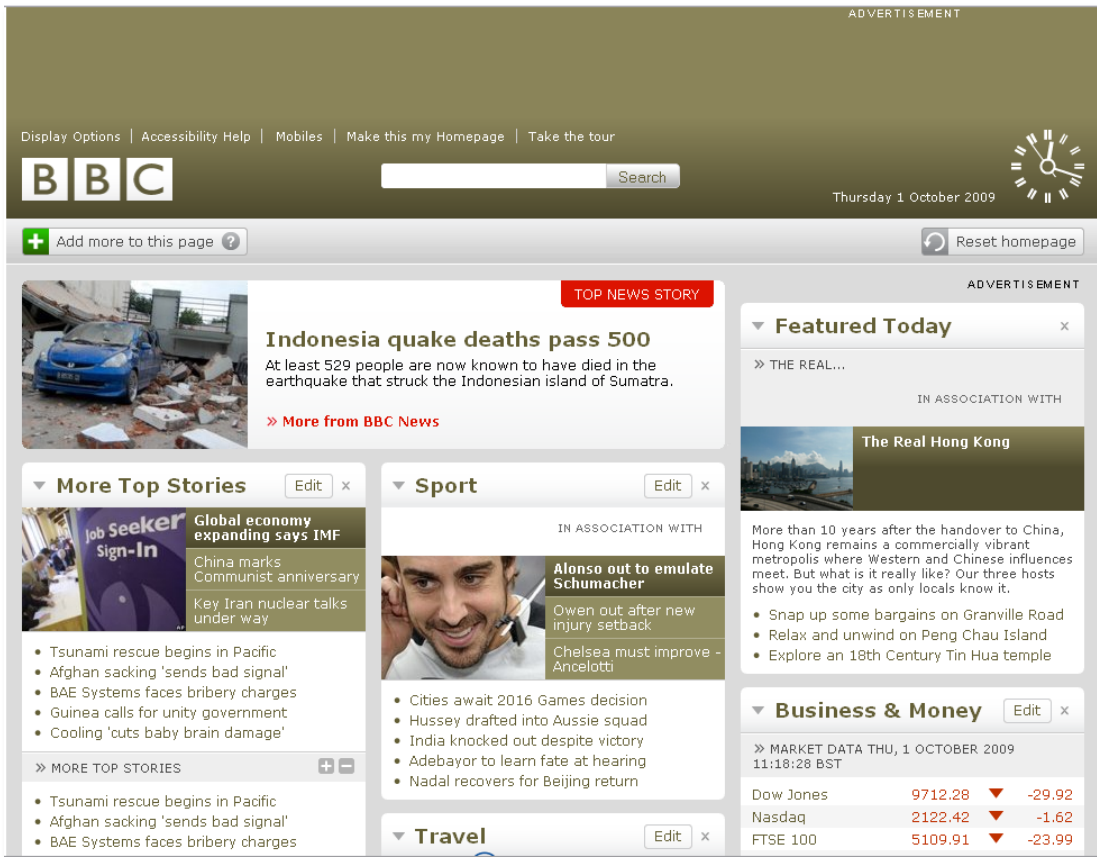 ADVERTISEMENT
Display Options | Accessibility Help | Mobiles | Make this my Homepage | Take the tour
BBC
Search
Thursday 1 October 2009
Add more to this page ?
Reset homepage
TOP NEWS STORY
Indonesia quake deaths pass 500
At least 529 people are now known to have died in the
earthquake that struck the Indonesian island of Sumatra.
» More from BBC News
More Top Stories
Edit x
Job Seeker
Sign-In
Global economy
expanding says IMF
China marks
Communist anniversary
Key Iran nuclear talks
under way
• Tsunami rescue begins in Pacific
• Afghan sacking 'sends bad signal'
• BAE Systems faces bribery charges
• Guinea calls for unity government
• Cooling 'cuts baby brain damage'
» MORE TOP STORIES
• Tsunami rescue begins in Pacific
• Afghan sacking 'sends bad signal'
• BAE Systems faces bribery charges
Sport
Edit x
IN ASSOCIATION WITH
Alonso out to emulate
Schumacher
Owen out after new
injury setback
Chelsea must improve -
Ancelotti
• Cities await 2016 Games decision
• Hussey drafted into Aussie squad
• India knocked out despite victory
• Adebayor to learn fate at hearing
• Nadal recovers for Beijing return
Travel
Edit x
ADVERTISEMENT
Featured Today
x
» THE REAL...
IN ASSOCIATION WITH
The Real Hong Kong
More than 10 years after the handover to China,
Hong Kong remains a commercially vibrant
metropolis where Western and Chinese influences
meet. But what is it really like? Our three hosts
show you the city as only locals know it.
• Snap up some bargains on Granville Road
• Relax and unwind on Peng Chau Island
• Explore an 18th Century Tin Hua temple
Business & Money
Edit x
» MARKET DATA THU, 1 OCTOBER 2009
11:18:28 BST
Dow Jones 9712.28 ▼ -29.92
Nasdaq 2122.42 ▼ -1.62
FTSE 100 5109.91 ▼ -23.99